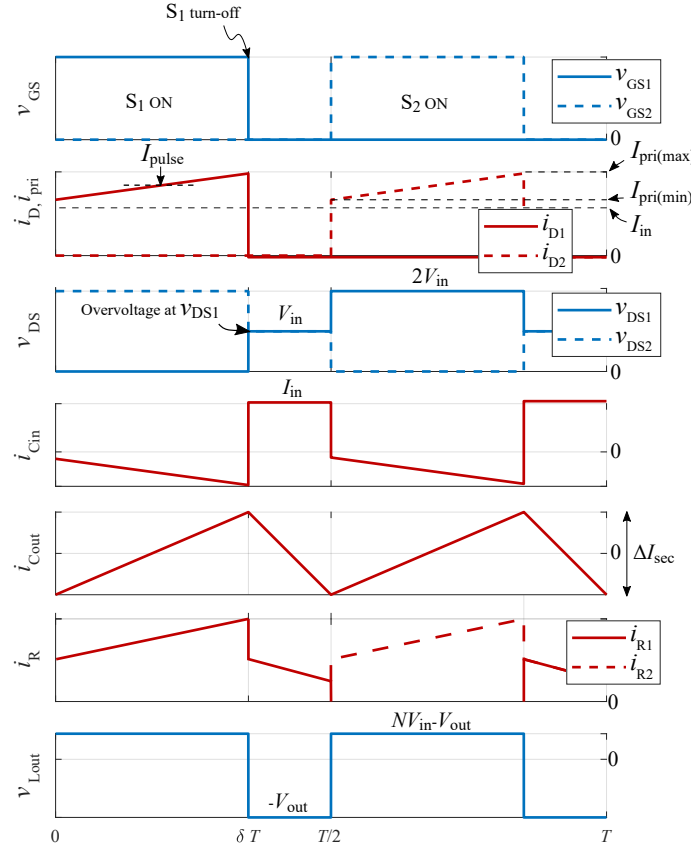 S1 turn-off
vGS
S1 ON
S2 ON
vGS1
vGS2
0
iD, ipri
Ipulse
Ipri(max)
Ipri(min)
Iin
iD1
iD2
0
vDS
Overvoltage at vDS1
Vin
2Vin
vDS1
vDS2
0
iCin
Iin
0
iCout
0
ΔIsec
iR
iR1
iR2
0
vLout
NVin-Vout
0
-Vout
0 δ T T/2 T